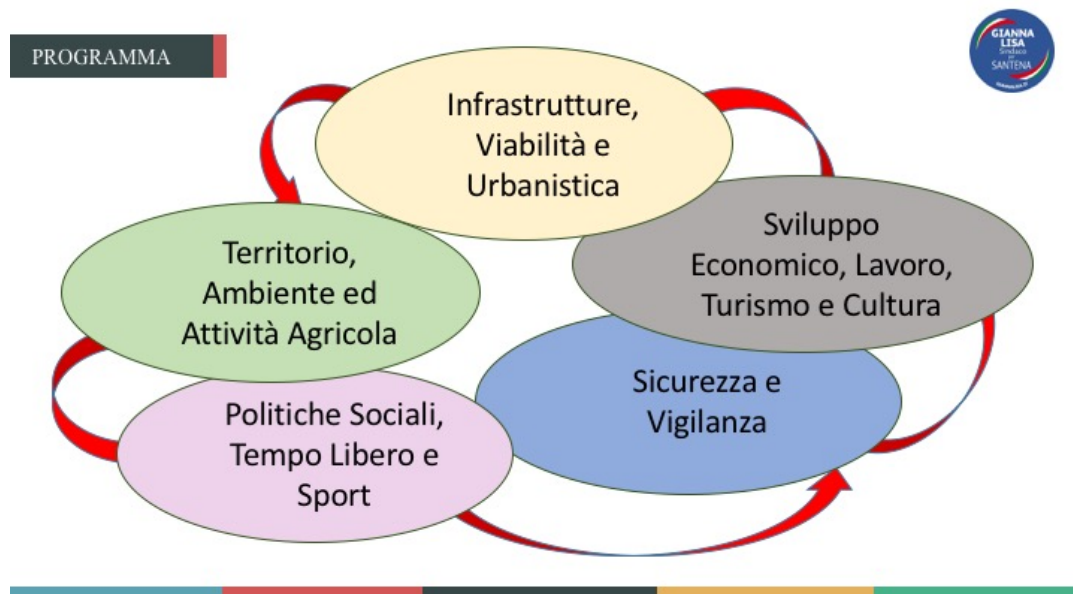 PROGRAMMA
GIANNA
LISA
Sindaco
per
SANTENA
Infrastrutture,
Viabilità e
Urbanistica
Sviluppo
Economico, Lavoro,
Turismo e Cultura
Territorio,
Ambiente ed
Attività Agricola
Sicurezza e
Vigilanza
Politiche Sociali,
Tempo Libero e
Sport